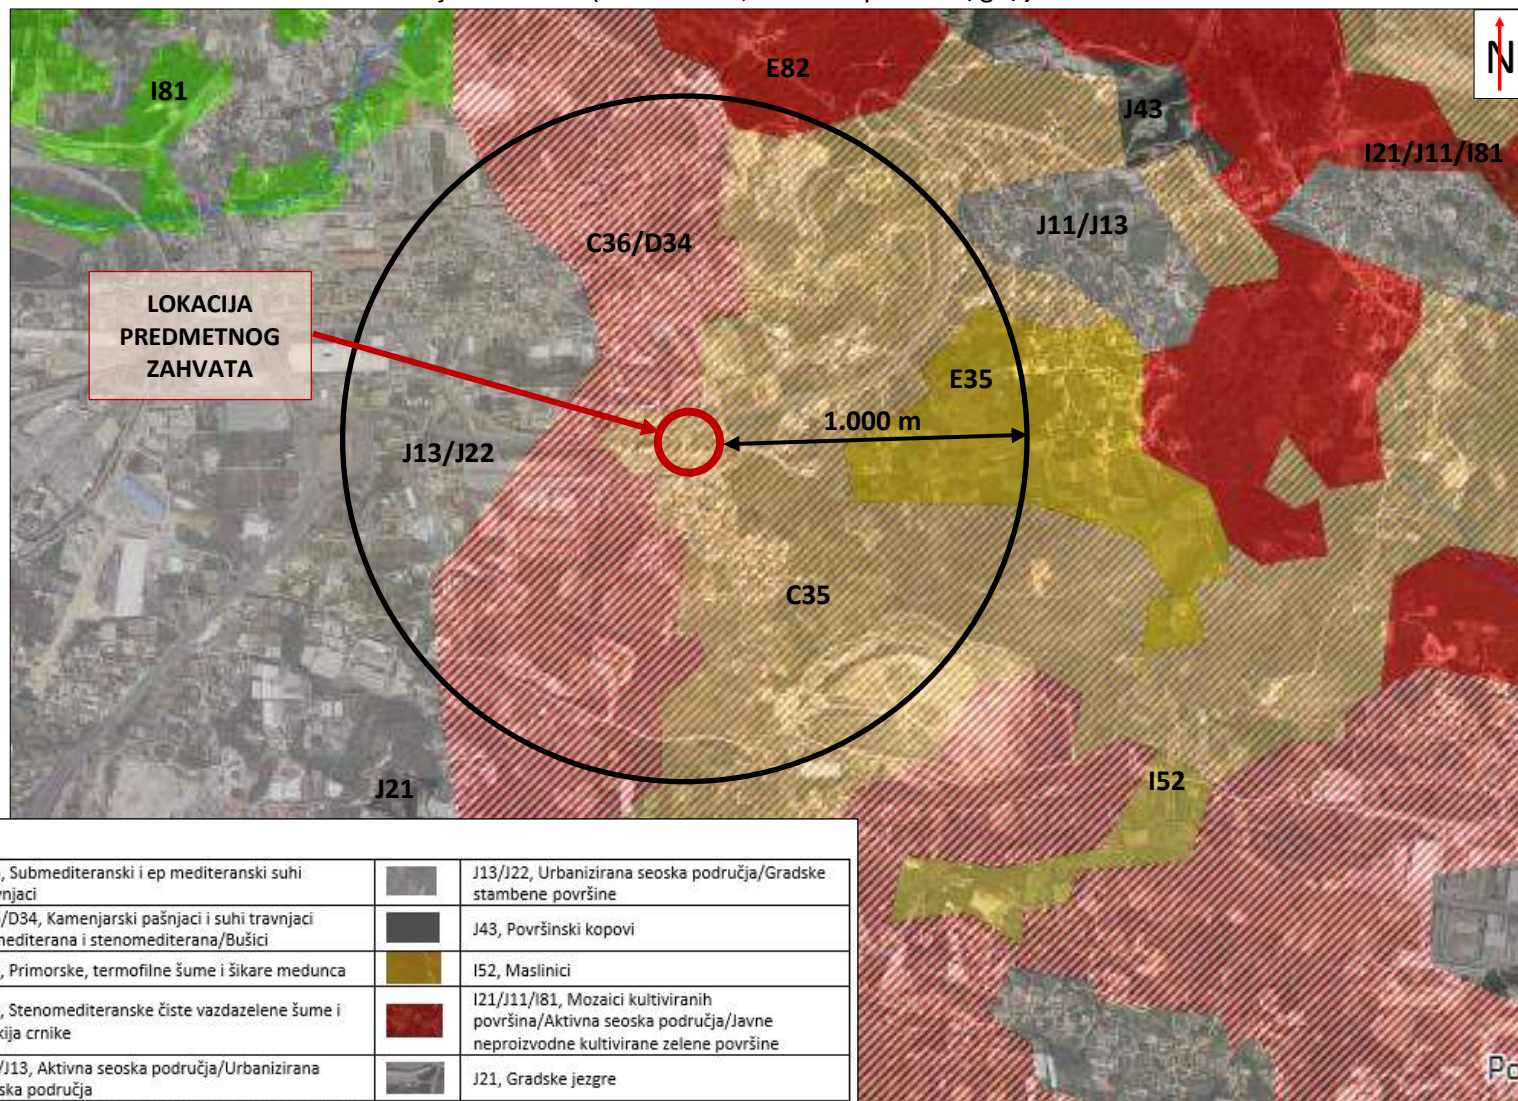 N
E82
I81
J43
I21/J11/I81
J11/J13
C36/D34
LOKACIJA
PREDMETNOG
ZAHVATA
E35
1.000 m
J13/J22
C35
J21
I52
, Submediteranski i ep mediteranski suhi
vnjaci
J13/J22, Urbanizirana seoska područja/Gradske
stambene površine
/D34, Kamenjarski pašnjaci i suhi travnjaci
mediterana i stenomediterana/Bušici
J43, Površinski kopovi
, Primorske, termofilne šume i šikare medunca
I52, Maslinici
, Stenomediteranske čiste vazdazelene šume i
kija crnike
I21/J11/I81, Mozaici kultiviranih
površina/Aktivna seoska područja/Javne
neproizvodne kultivirane zelene površine
/J13, Aktivna seoska područja/Urbanizirana
ska područja
J21, Gradske jezgre
Po